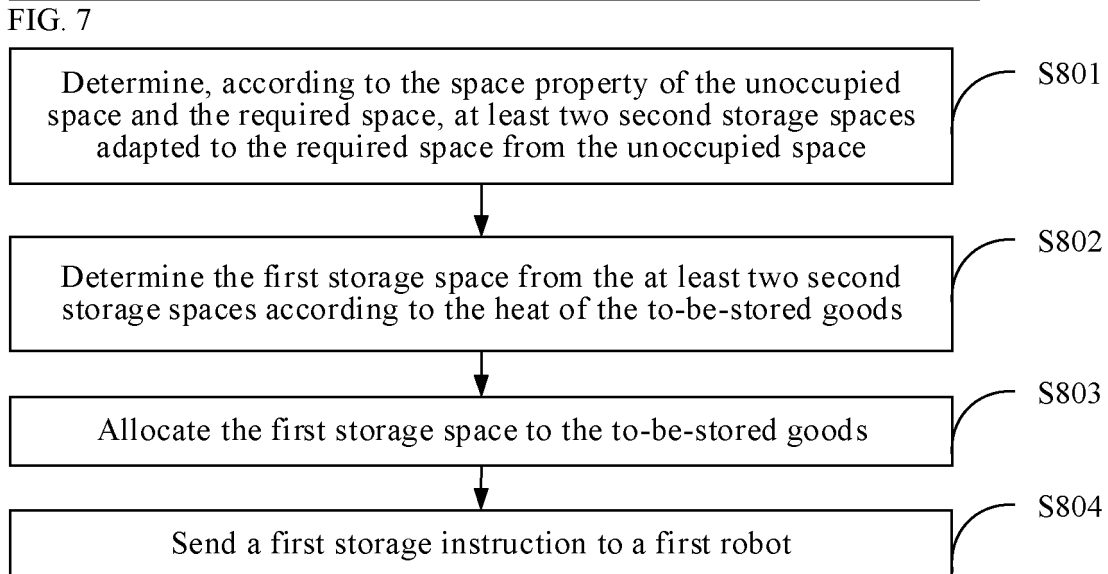 FIG. 7
Determine, according to the space property of the unoccupied
space and the required space, at least two second storage spaces
adapted to the required space from the unoccupied space
S801
Determine the first storage space from the at least two second
storage spaces according to the heat of the to-be-stored goods
S802
Allocate the first storage space to the to-be-stored goods
S803
Send a first storage instruction to a first robot
S804